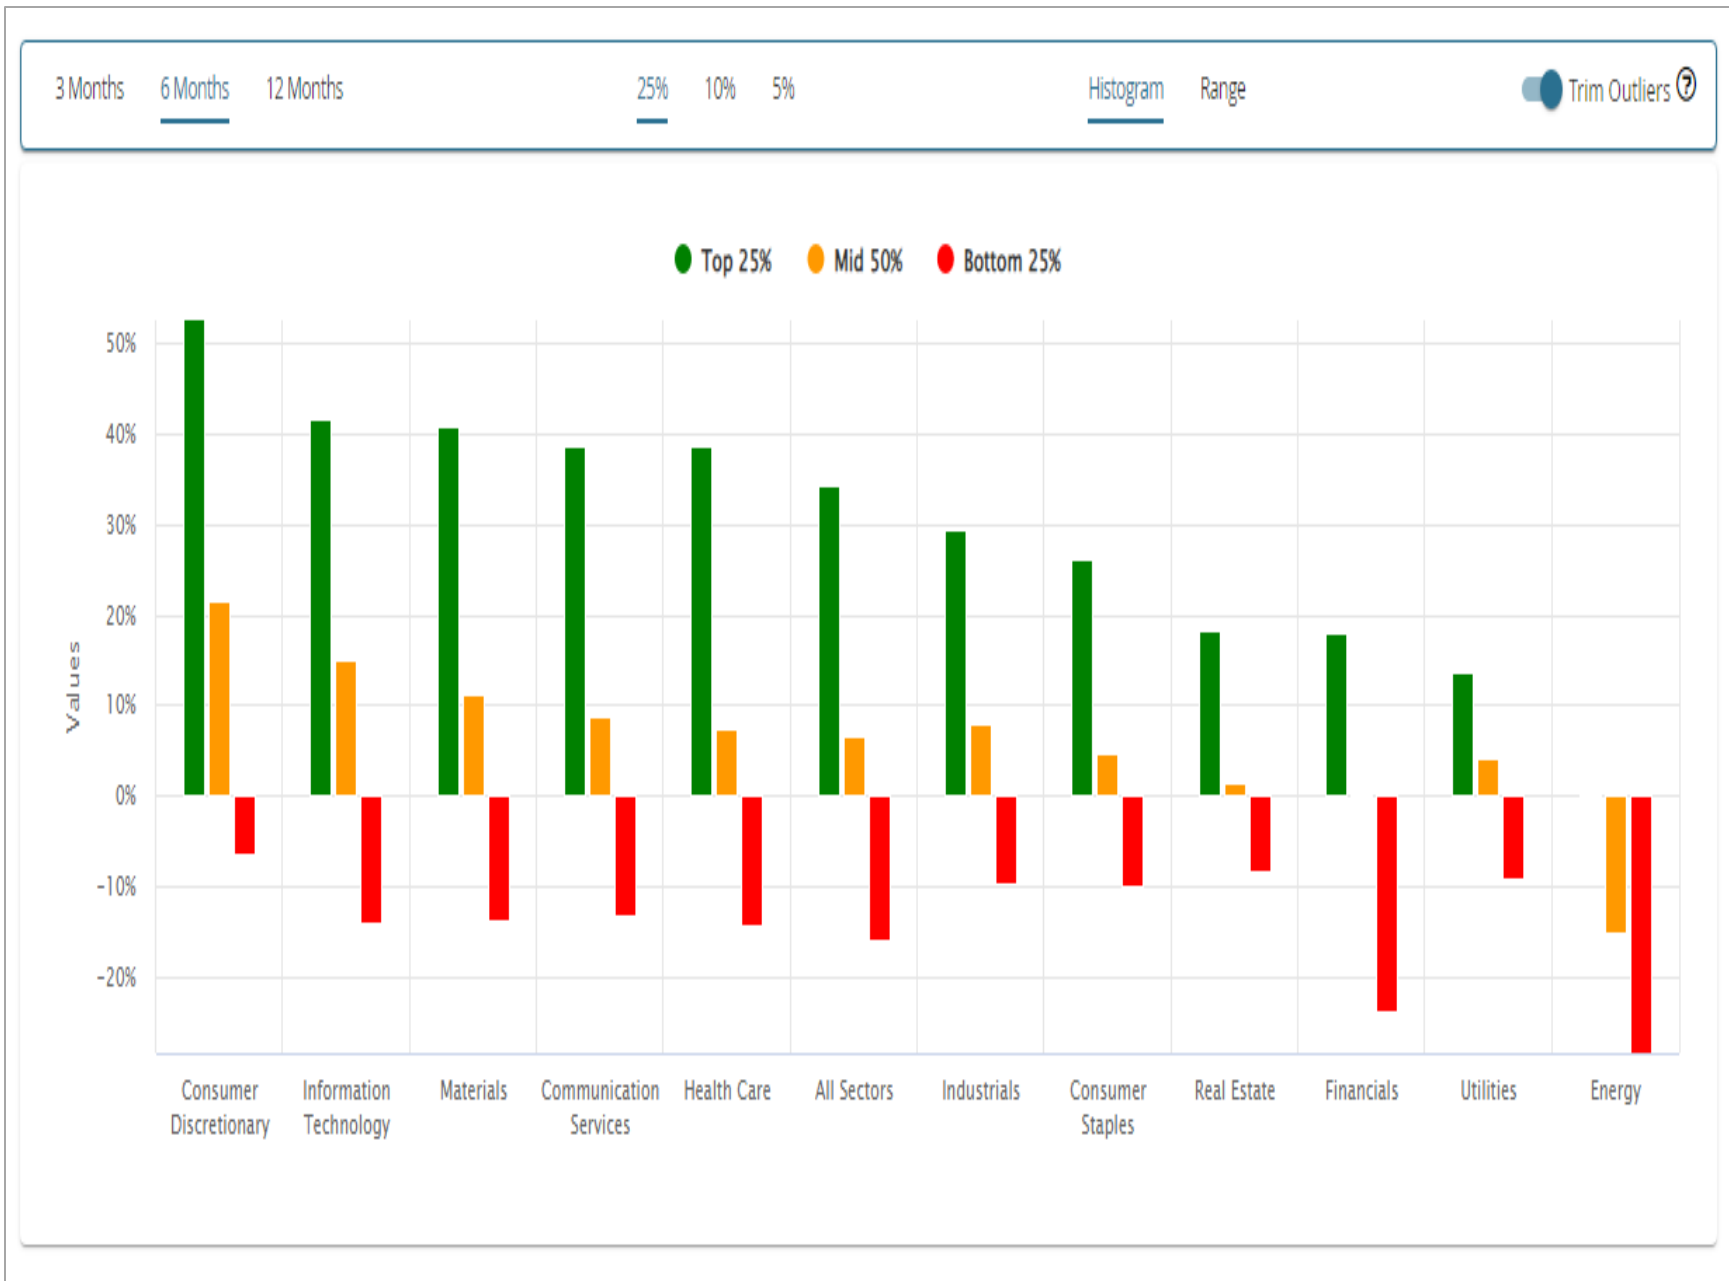 3 Months 6 Months 12 Months 25% 10% 5% Histogram Range Trim Outliers ?
Top 25% Mid 50% Bottom 25%
50%
40%
30%
20%
10%
0%
-10%
-20%
Values
Consumer Discretionary
Information Technology
Materials
Communication Services
Health Care
All Sectors
Industrials
Consumer Staples
Real Estate
Financials
Utilities
Energy